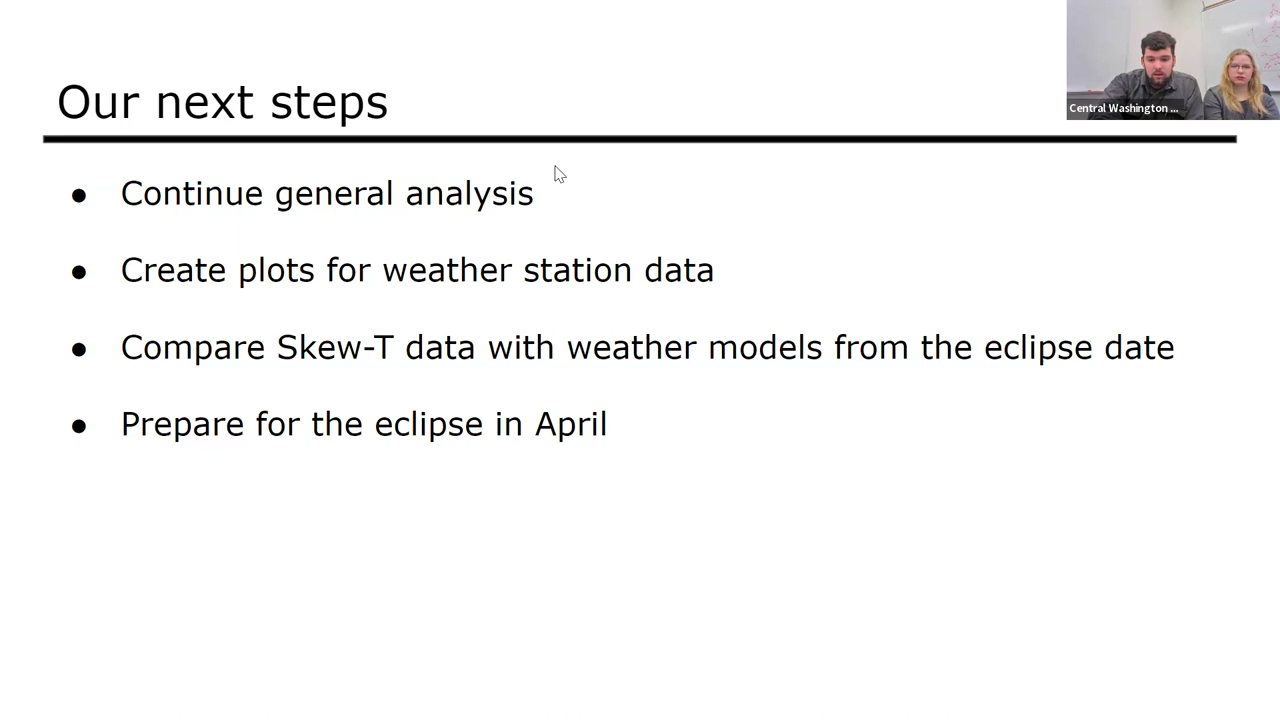 Our next steps
Central Washington ...
● Continue general analysis
● Create plots for weather station data
● Compare Skew-T data with weather models from the eclipse date
● Prepare for the eclipse in April